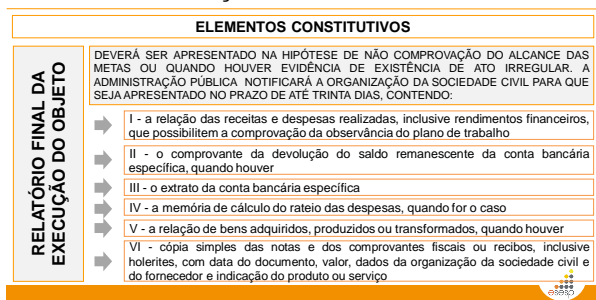 ELEMENTOS CONSTITUTIVOS
RELATÓRIO FINAL DA
EXECUÇÃO DO OBJETO
DEVERÁ SER APRESENTADO NA HIPÓTESE DE NÃO COMPROVAÇÃO DO ALCANCE DAS
METAS OU QUANDO HOUVER EVIDÊNCIA DE EXISTÊNCIA DE ATO IRREGULAR. A
ADMINISTRAÇÃO PÚBLICA NOTIFICARÁ A ORGANIZAÇÃO DA SOCIEDADE CIVIL PARA QUE
SEJA APRESENTADO NO PRAZO DE ATÉ TRINTA DIAS, CONTENDO:
I - a relação das receitas e despesas realizadas, inclusive rendimentos financeiros,
que possibilitem a comprovação da observância do plano de trabalho
II - o comprovante da devolução do saldo remanescente da conta bancária
específica, quando houver
III - o extrato da conta bancária específica
IV - a memória de cálculo do rateio das despesas, quando for o caso
V - a relação de bens adquiridos, produzidos ou transformados, quando houver
VI - cópia simples das notas e dos comprovantes fiscais ou recibos, inclusive
holerites, com data do documento, valor, dados da organização da sociedade civil e
do fornecedor e indicação do produto ou serviço
esesp